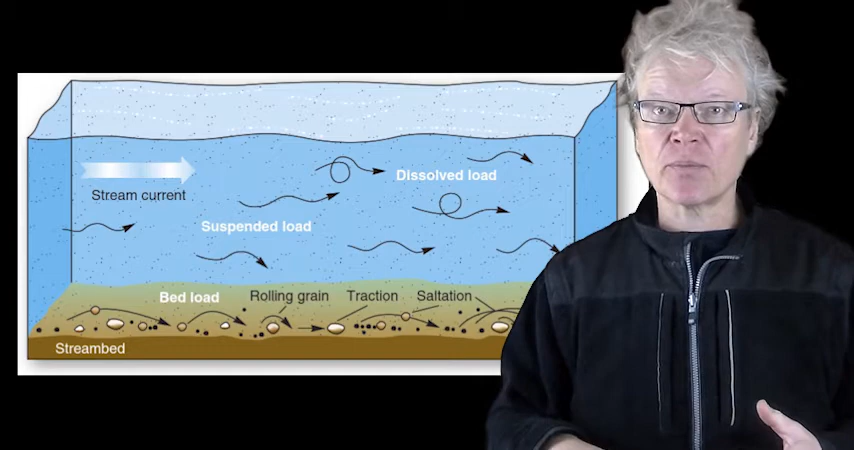 Dissolved load
Stream current
Suspended load
Bed load
Rolling grain
Traction
Saltation
Streambed